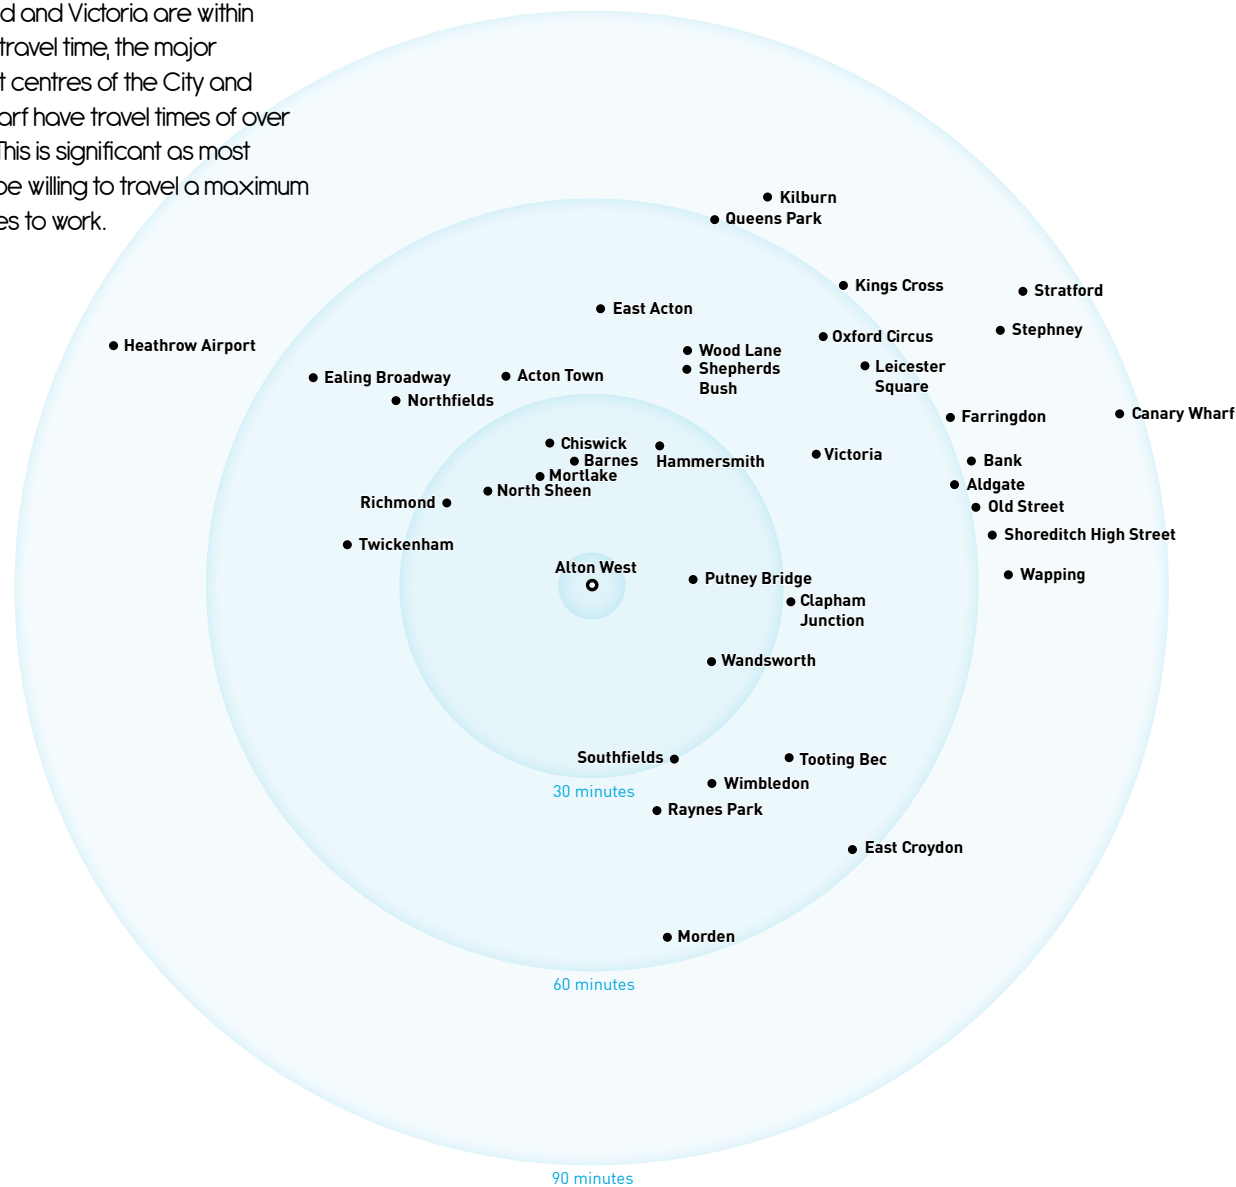 d and Victoria are within
travel time, the major
t centres of the City and
arf have travel times of over
This is significant as most
be willing to travel a maximum
es to work.
Kilburn
Queens Park
Kings Cross
Stratford
East Acton
Stephney
Oxford Circus
Heathrow Airport
Wood Lane
Shepherds
Bush
Leicester
Square
Ealing Broadway
Acton Town
Northfields
Canary Wharf
Farringdon
Chiswick
Hammersmith
Victoria
Barnes
Bank
Mortlake
Aldgate
North Sheen
Richmond
Old Street
Shoreditch High Street
Twickenham
Alton West
Wapping
Putney Bridge
Clapham
Junction
Wandsworth
Southfields
Tooting Bec
Wimbledon
30 minutes
Raynes Park
East Croydon
Morden
60 minutes
90 minutes